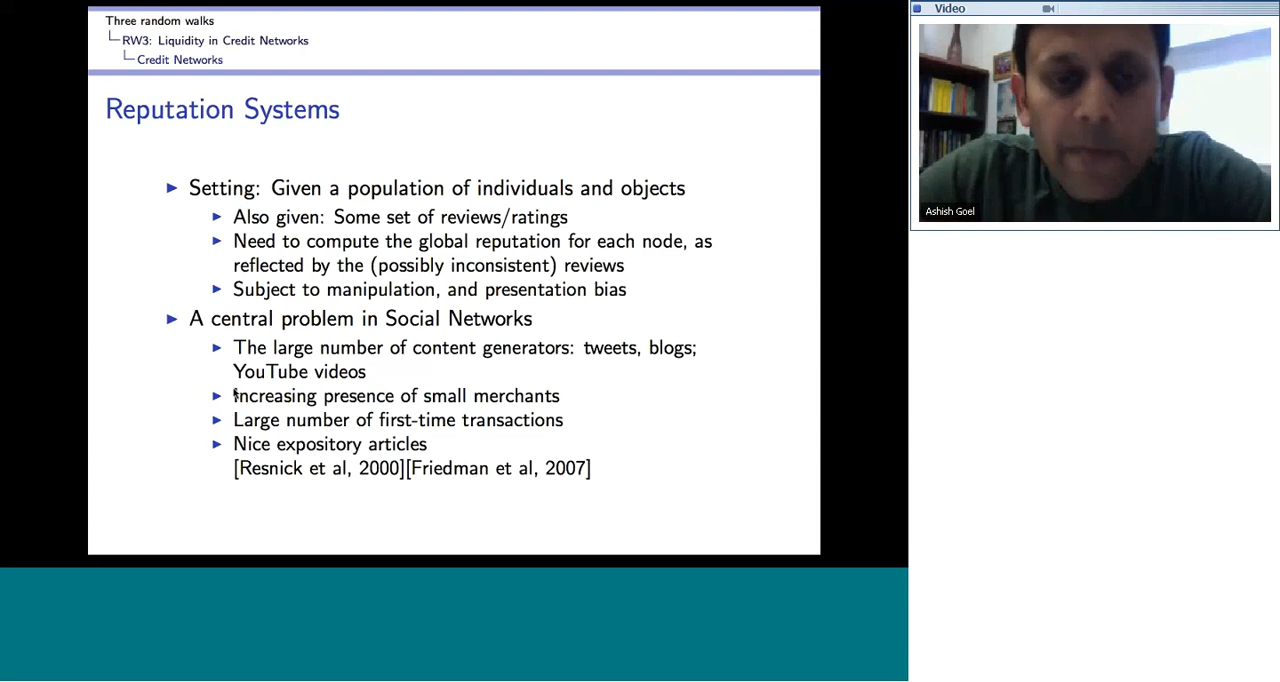 Three random walks
RW3: Liquidity in Credit Networks
Credit Networks
Reputation Systems
Setting: Given a population of individuals and objects
Also given: Some set of reviews/ratings
Need to compute the global reputation for each node, as
reflected by the (possibly inconsistent) reviews
Subject to manipulation, and presentation bias
A central problem in Social Networks
The large number of content generators: tweets, blogs;
YouTube videos
Increasing presence of small merchants
Large number of first-time transactions
Nice expository articles
[Resnick et al, 2000][Friedman et al, 2007]
Video
Ashish Goel